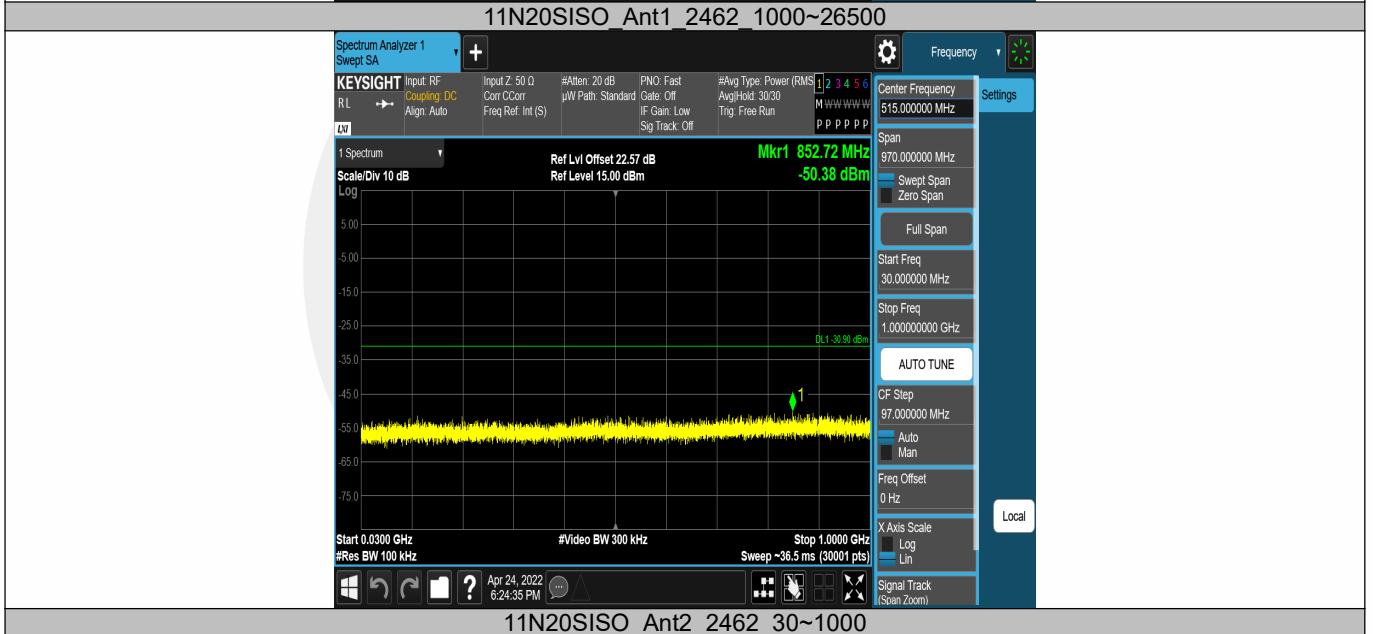 11N20SISO_Ant1_2462_1000~26500
Spectrum Analyzer 1
Swept SA
+
Frequency
KEYSIGHT
R L
LXI
Input: RF
Coupling: DC
Align: Auto
Input Z: 50 Ω
Corr CCorr
Freq Ref: Int (S)
#Atten: 20 dB
µW Path: Standard
PNO: Fast
Gate: Off
IF Gain: Low
Sig Track: Off
#Avg Type: Power (RMS
Avg|Hold: 30/30
Trig: Free Run
1 2 3 4 5 6
M W W W W W
P P P P P P
1 Spectrum
Scale/Div 10 dB
Ref Lvl Offset 22.57 dB
Ref Level 15.00 dBm
Mkr1 852.72 MHz
-50.38 dBm
Log
5.00
-5.00
-15.0
-25.0
DL1 -30.90 dBm
-35.0
-45.0
1
-55.0
-65.0
-75.0
Start 0.0300 GHz
#Res BW 100 kHz
#Video BW 300 kHz
Stop 1.0000 GHz
Sweep ~36.5 ms (30001 pts)
?
Apr 24, 2022
6:24:35 PM
Center Frequency
515.000000 MHz
Settings
Span
970.000000 MHz
Swept Span
Zero Span
Full Span
Start Freq
30.000000 MHz
Stop Freq
1.000000000 GHz
AUTO TUNE
CF Step
97.000000 MHz
Auto
Man
Freq Offset
0 Hz
Local
X Axis Scale
Log
Lin
Signal Track
(Span Zoom)
11N20SISO_Ant2_2462_30~1000